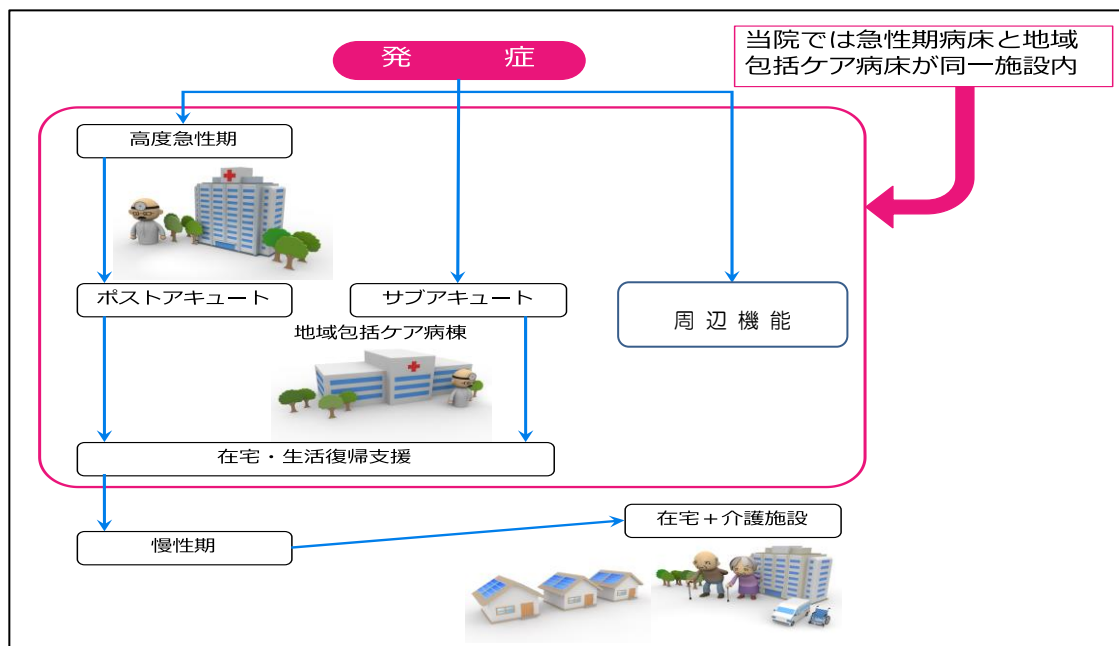 発症
当院では急性期病床と地域
包括ケア病床が同一施設内
高度急性期
ポストアキュート
サブアキュート
周辺機能
地域包括ケア病棟
在宅・生活復帰支援
在宅＋介護施設
慢性期